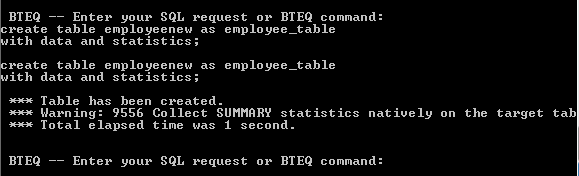 BTEQ -- Enter your SQL request or BTEQ command:
create table employeenew as employee_table
with data and statistics;
create table employeenew as employee_table
with data and statistics;
*** Table has been created.
*** Warning: 9556 Collect SUMMARY statistics natively on the target tab
*** Total elapsed time was 1 second.
BTEQ -- Enter your SQL request or BTEQ command: